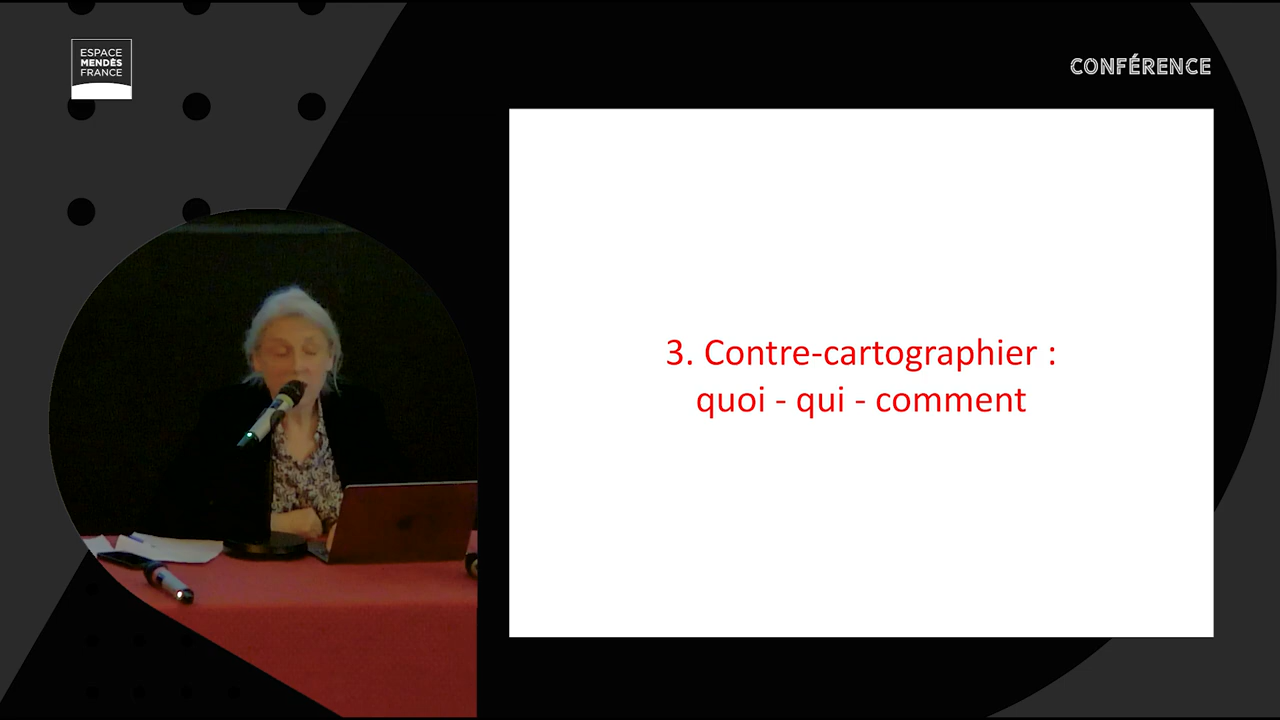 ESPACE
MENDÈS
FRANCE
CONFÉRENCE
3. Contre-cartographier :
quoi - qui - comment